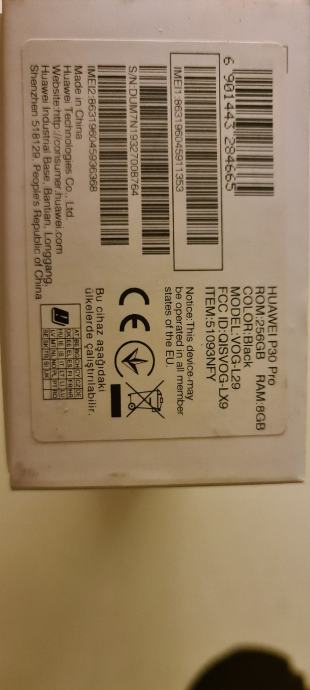 HUAWEI P30 Pro
ROM:256GB RAM:8GB
COLOR:Black
MODEL:VOG-L29
FCC ID:QISVOG-LX9
ITEM:51093NFY
6 901443 284665
IMEI1:863196045911353
Notice:This device may
be operated in all member
states of the EU.
S/N:DUM7N19327008764
IMEI2:863196045936368
CE
Bu cihaz aşağıdaki
ülkelerde çalıştırılabilir.
Made in China
Huawei Technologies Co., Ltd.
Website:http://consumer.huawei.com
Huawei Industrial Base, Bantian, Longgang,
Shenzhen 518129, People's Republic of China